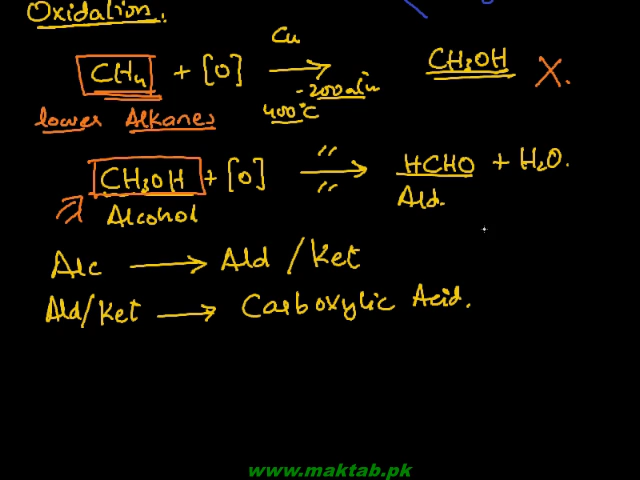 Oxidation.
CH4 + [O] Cu → 400°C -200atm CH3OH X.
lower Alkanes
CH3OH + [O] " → " HCHO + H2O.
Alcohol Ald.
Alc → Ald / Ket
Ald/Ket → Carboxylic Acid.
www.maktab.pk